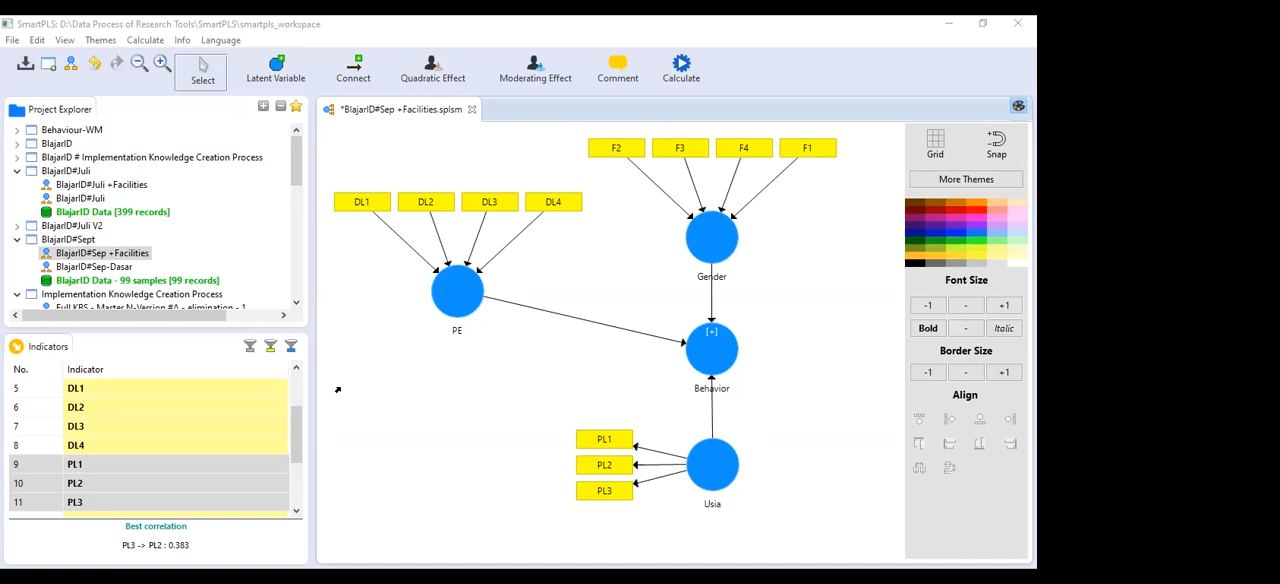 SmartPLS: D:\Data Process of Research Tools\SmartPLS\smartpls_workspace
File Edit View Themes Calculate Info Language
Select
Latent Variable
Connect
Quadratic Effect
Moderating Effect
Comment
Calculate
Project Explorer
Behaviour-WM
BlajarID
BlajarID # Implementation Knowledge Creation Process
BlajarID#Juli
BlajarID#Juli +Facilities
BlajarID#Juli
BlajarID Data [399 records]
BlajarID#Juli V2
BlajarID#Sept
BlajarID#Sep +Facilities
BlajarID#Sep-Dasar
BlajarID Data - 99 samples [99 records]
Implementation Knowledge Creation Process
Full KBS - Master N-Version #A - elimination - 1
Indicators
No. Indicator
5 DL1
6 DL2
7 DL3
8 DL4
9 PL1
10 PL2
11 PL3
Best correlation
PL3 -> PL2 : 0.383
*BlajarID#Sep +Facilities.splsm
F2 F3 F4 F1
DL1 DL2 DL3 DL4
Gender
PE
[+]
Behavior
PL1
PL2
PL3
Usia
Grid Snap
More Themes
Font Size
-1 - +1
Bold - Italic
Border Size
-1 - +1
Align